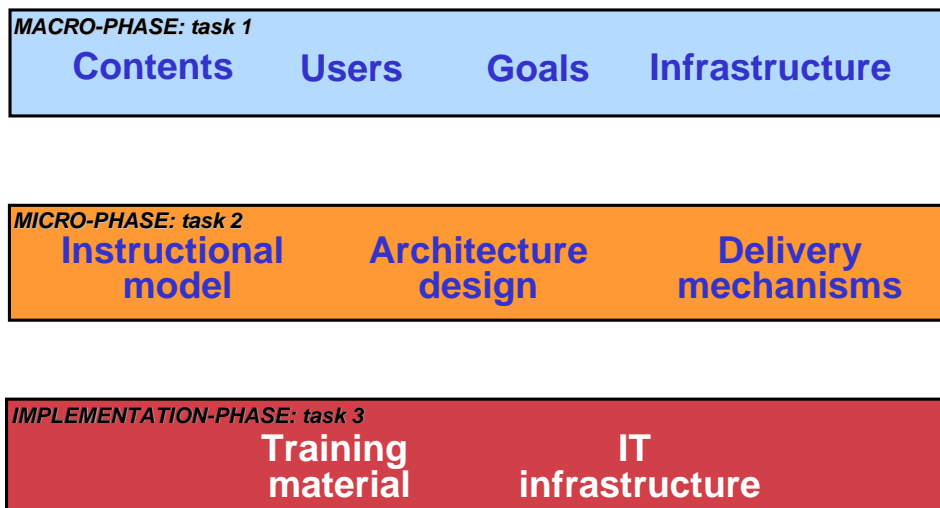 MACRO-PHASE: task 1
Contents Users Goals Infrastructure
MICRO-PHASE: task 2
Instructional model
Architecture design
Delivery mechanisms
IMPLEMENTATION-PHASE: task 3
Training material
IT infrastructure